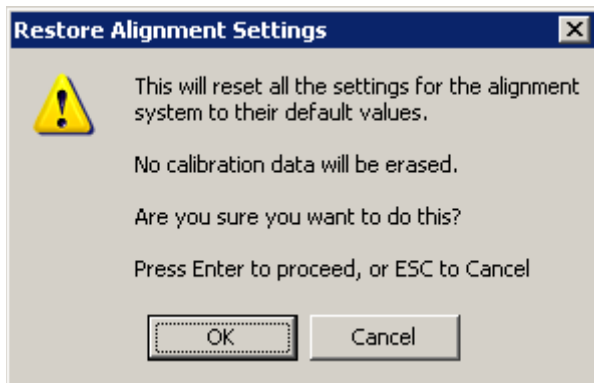 Restore Alignment Settings
This will reset all the settings for the alignment
system to their default values.
No calibration data will be erased.
Are you sure you want to do this?
Press Enter to proceed, or ESC to Cancel
OK
Cancel